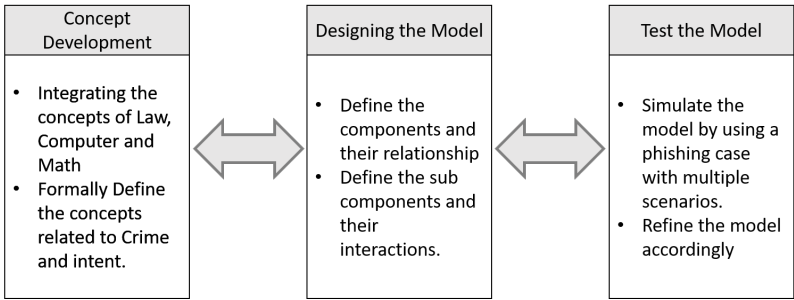 Concept
Development
• Integrating the
concepts of Law,
Computer and
Math
• Formally Define
the concepts
related to Crime
and intent.
Designing the Model
• Define the
components and
their relationship
• Define the sub
components and
their
interactions.
Test the Model
• Simulate the
model by using a
phishing case
with multiple
scenarios.
• Refine the model
accordingly